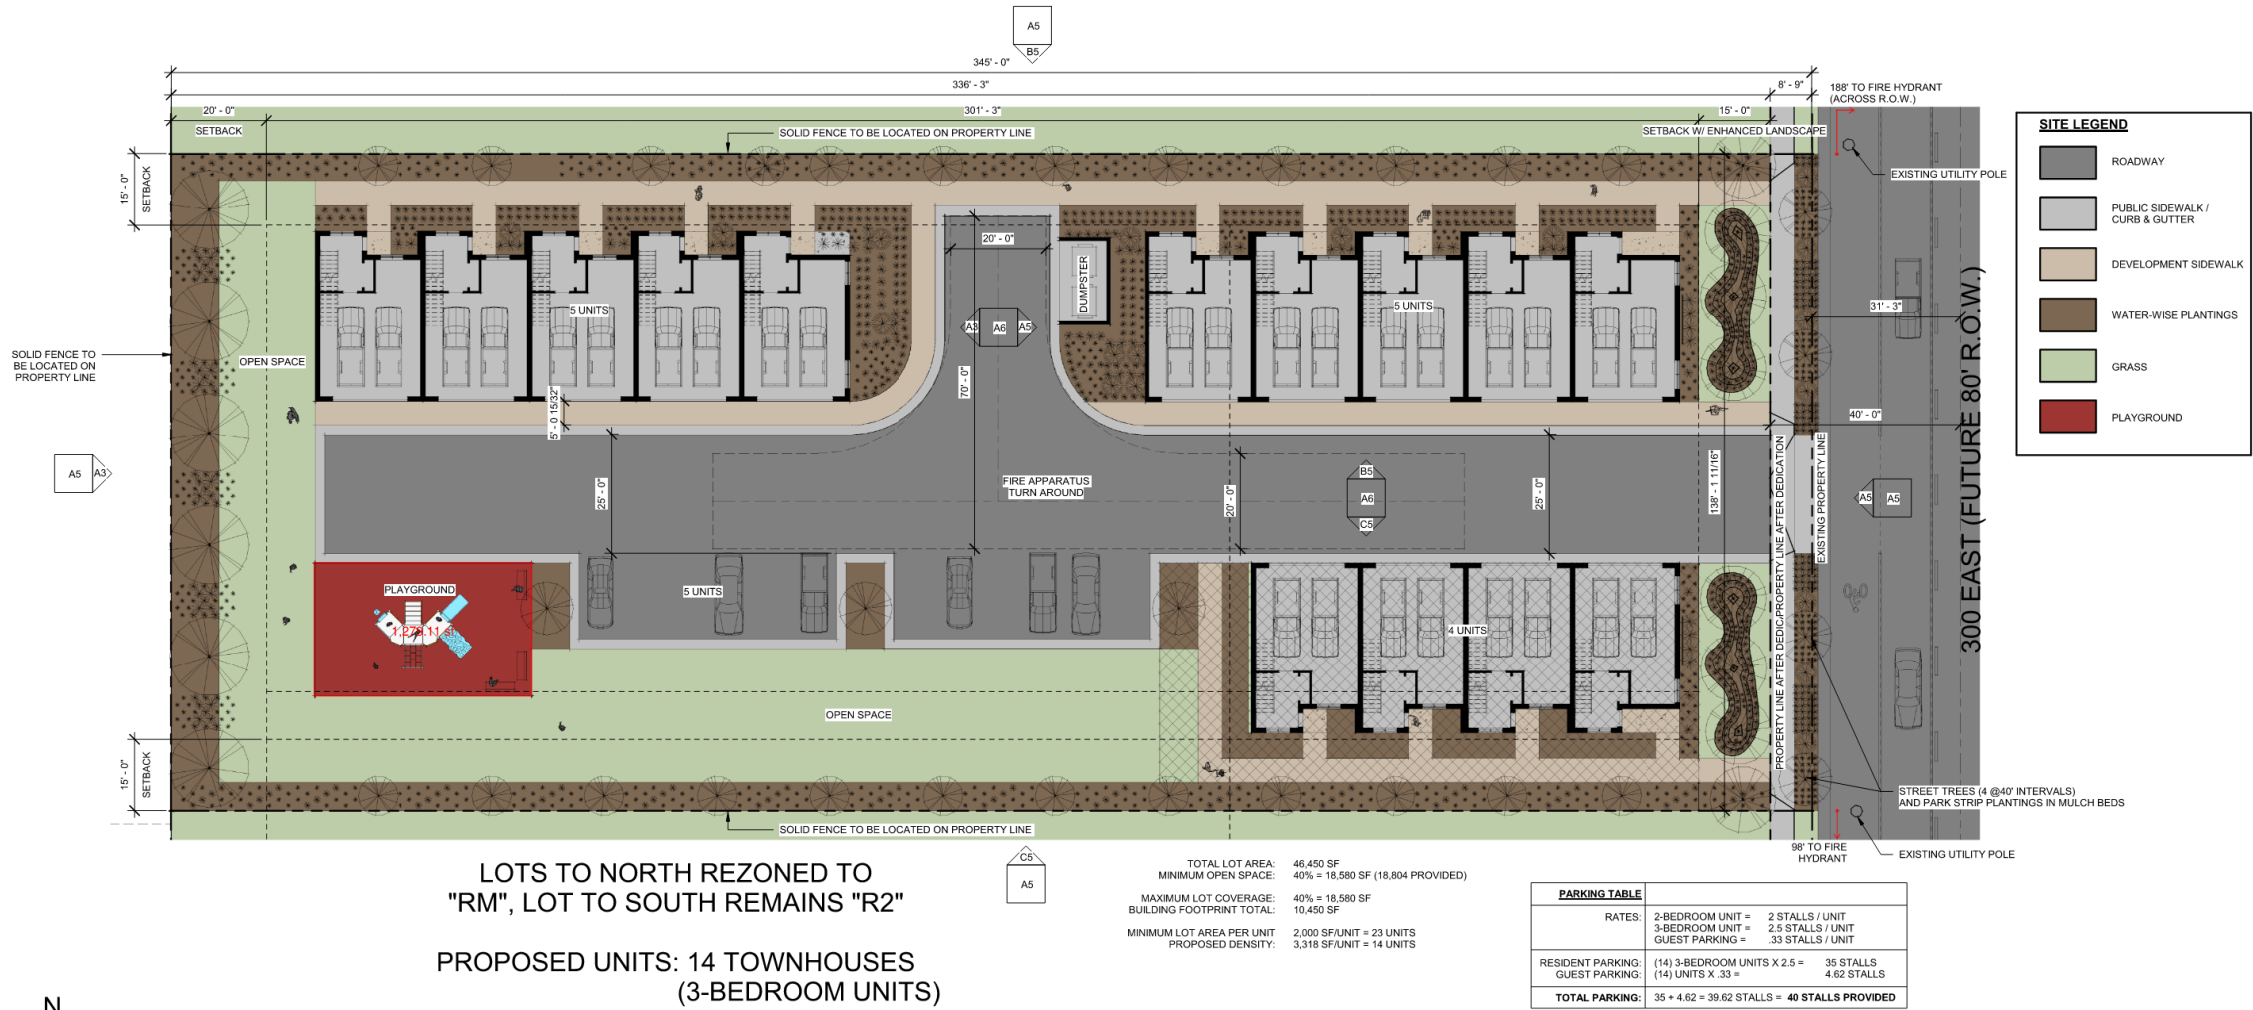 A5
B5
345' - 0"
336' - 3"
8' - 9"
188' TO FIRE HYDRANT
(ACROSS R.O.W.)
20' - 0"
301' - 3"
15' - 0"
SETBACK
SOLID FENCE TO BE LOCATED ON PROPERTY LINE
SETBACK W/ ENHANCED LANDSCAPE
EXISTING UTILITY POLE
15' - 0"
SETBACK
SITE LEGEND
ROADWAY
PUBLIC SIDEWALK /
CURB & GUTTER
DEVELOPMENT SIDEWALK
WATER-WISE PLANTINGS
GRASS
PLAYGROUND
20' - 0"
DUMPSTER
5 UNITS
5 UNITS
A3
A6
A5
31' - 3"
SOLID FENCE TO
BE LOCATED ON
PROPERTY LINE
OPEN SPACE
70' - 0"
5' - 0 15/32"
40' - 0"
A5
A3
25' - 0"
FIRE APPARATUS
TURN AROUND
20' - 0"
B5
A6
C5
25' - 0"
138' - 1 11/16"
PROPERTY LINE AFTER DEDIC/PROPERTY LINE AFTER DEDICATION
EXISTING PROPERTY LINE
A5
A5
300 EAST (FUTURE 80' R.O.W.)
PLAYGROUND
5 UNITS
4 UNITS
OPEN SPACE
15' - 0"
SETBACK
SOLID FENCE TO BE LOCATED ON PROPERTY LINE
STREET TREES (4 @40' INTERVALS)
AND PARK STRIP PLANTINGS IN MULCH BEDS
98' TO FIRE
HYDRANT
EXISTING UTILITY POLE
C5
A5
LOTS TO NORTH REZONED TO
"RM", LOT TO SOUTH REMAINS "R2"
PROPOSED UNITS: 14 TOWNHOUSES
(3-BEDROOM UNITS)
TOTAL LOT AREA: 46,450 SF
MINIMUM OPEN SPACE: 40% = 18,580 SF (18,804 PROVIDED)
MAXIMUM LOT COVERAGE: 40% = 18,580 SF
BUILDING FOOTPRINT TOTAL: 10,450 SF
MINIMUM LOT AREA PER UNIT 2,000 SF/UNIT = 23 UNITS
PROPOSED DENSITY: 3,318 SF/UNIT = 14 UNITS
PARKING TABLE
RATES: 2-BEDROOM UNIT = 2 STALLS / UNIT
3-BEDROOM UNIT = 2.5 STALLS / UNIT
GUEST PARKING = .33 STALLS / UNIT
RESIDENT PARKING: (14) 3-BEDROOM UNITS X 2.5 = 35 STALLS
GUEST PARKING: (14) UNITS X .33 = 4.62 STALLS
TOTAL PARKING: 35 + 4.62 = 39.62 STALLS = 40 STALLS PROVIDED
N